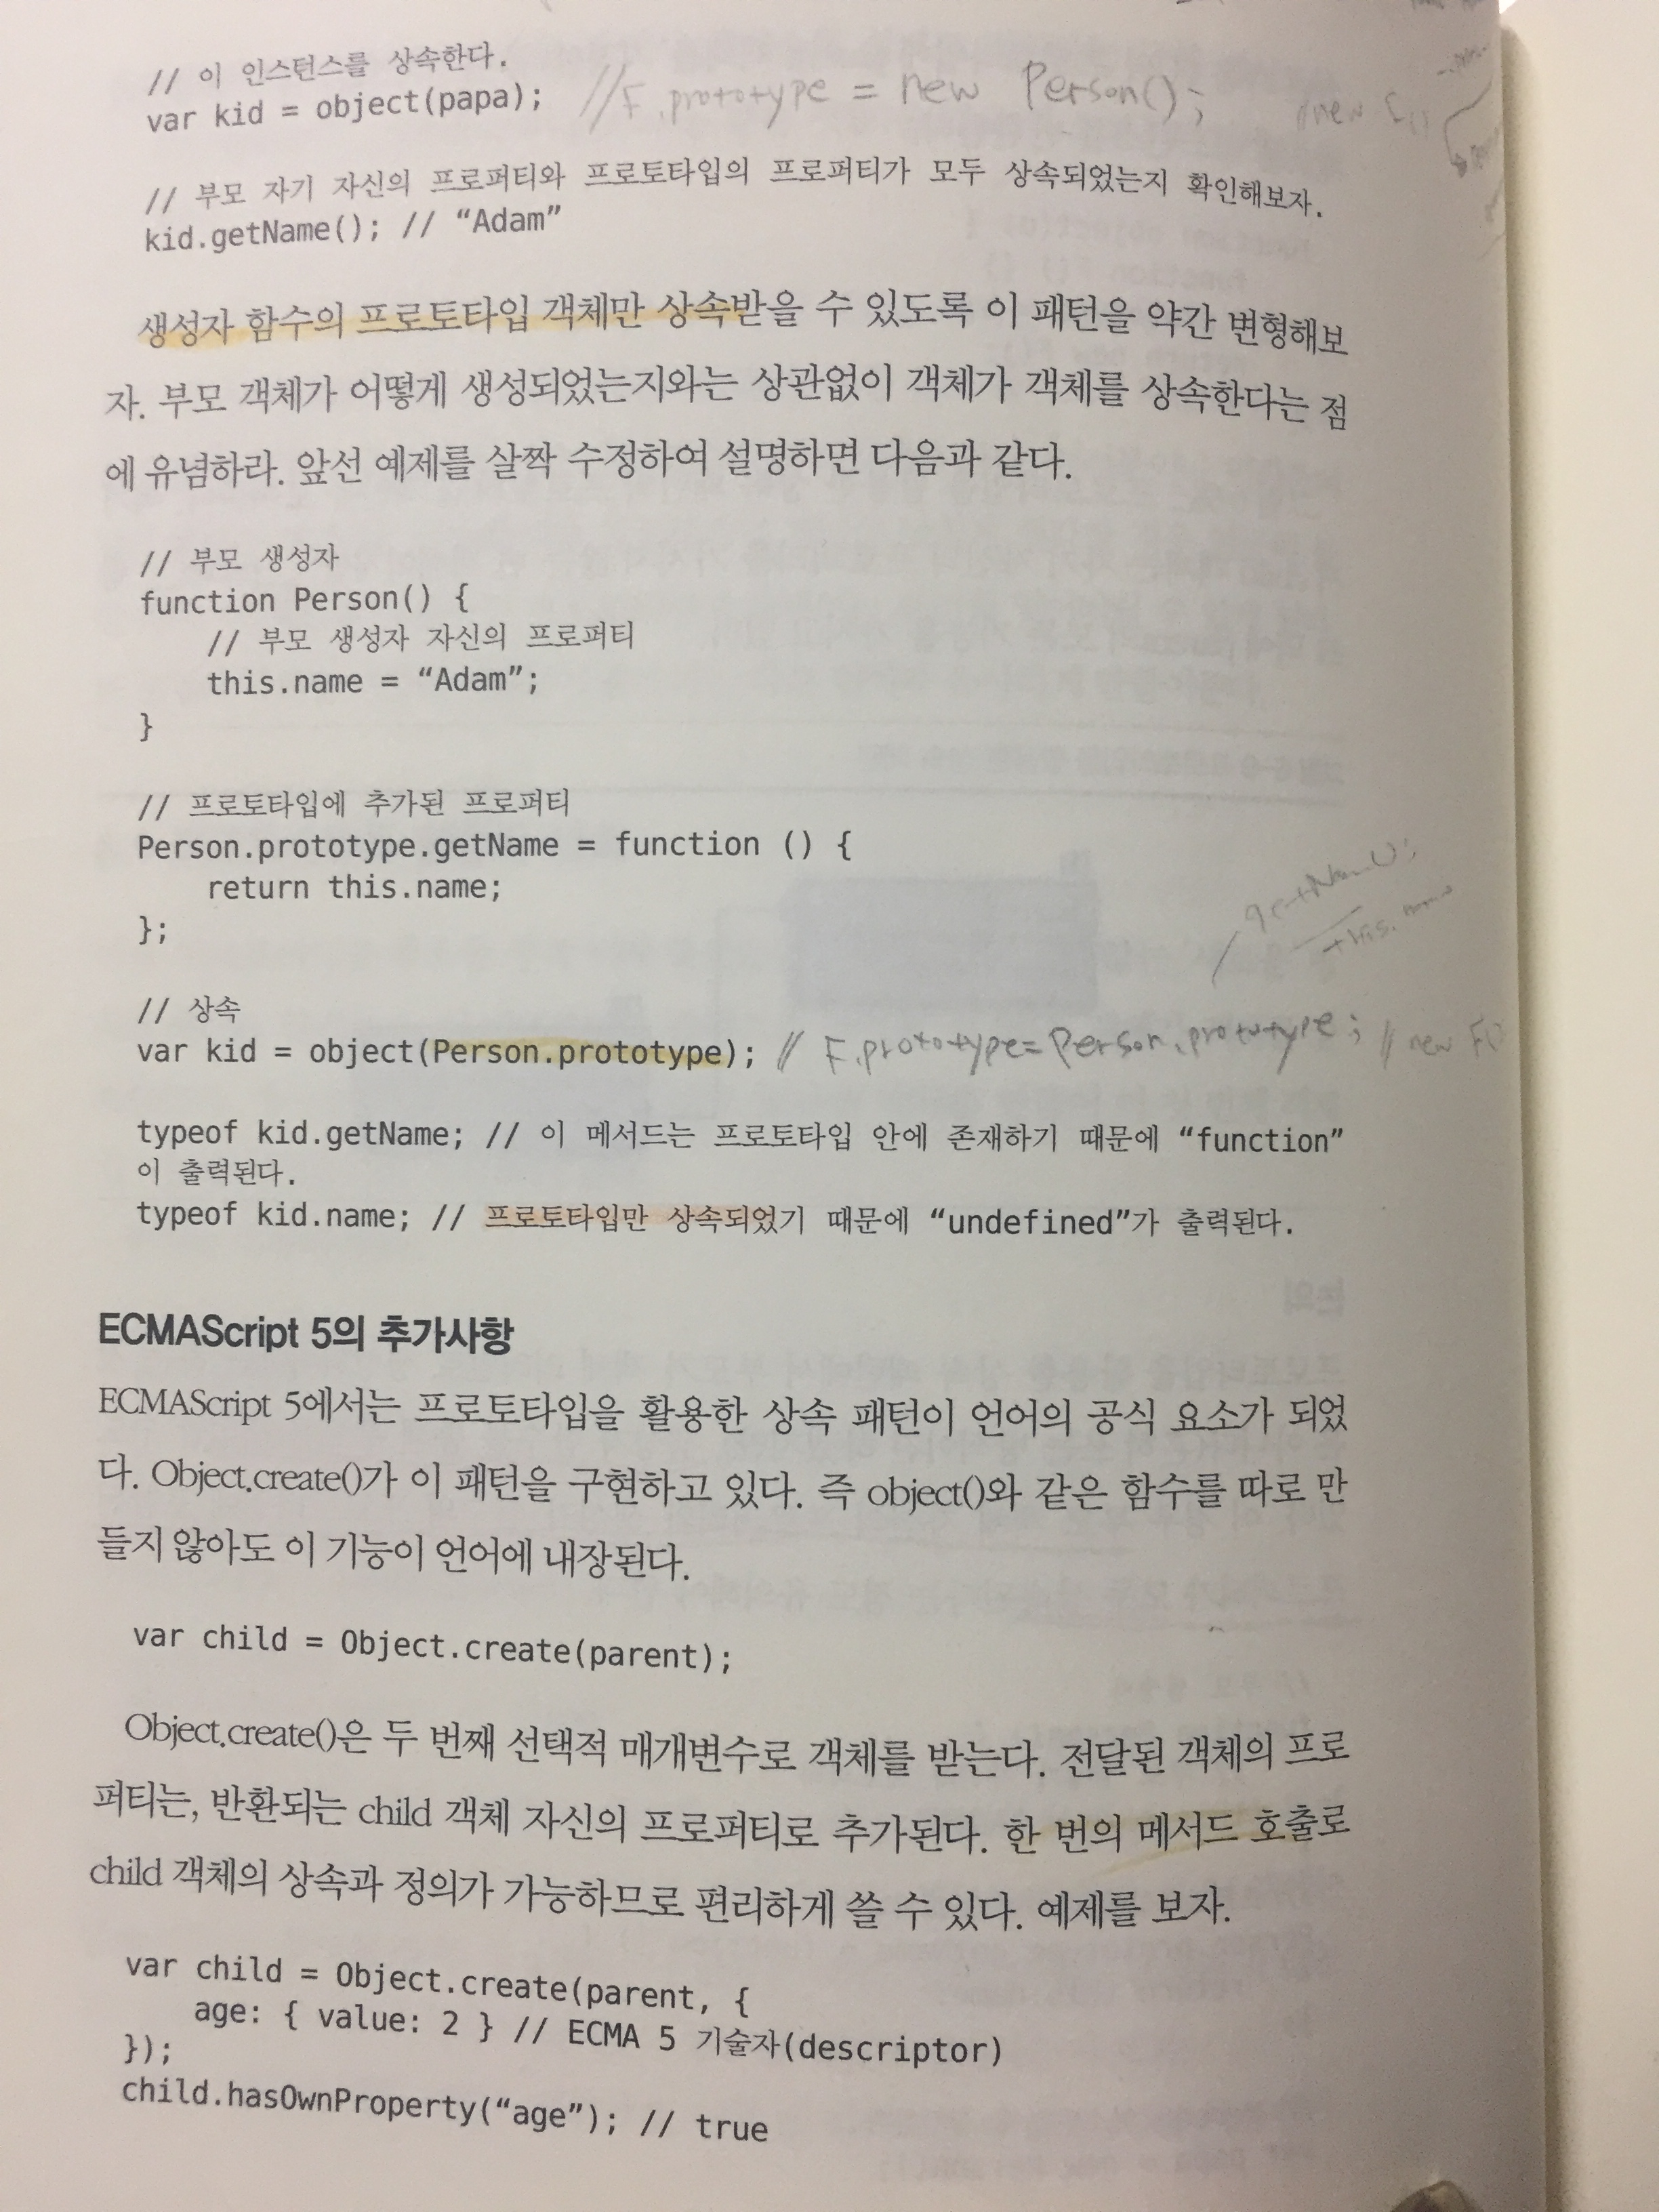 // 이 인스턴스를 상속한다.
var kid = object(papa); //F.prototype = new Person();
// 부모 자기 자신의 프로퍼티와 프로토타입의 프로퍼티가 모두 상속되었는지 확인해보자.
kid.getName(); // “Adam”
생성자 함수의 프로토타입 객체만 상속받을 수 있도록 이 패턴을 약간 변형해보
자. 부모 객체가 어떻게 생성되었는지와는 상관없이 객체가 객체를 상속한다는 점
에 유념하라. 앞선 예제를 살짝 수정하여 설명하면 다음과 같다.
// 부모 생성자
function Person() {
// 부모 생성자 자신의 프로퍼티
this.name = “Adam”;
}
// 프로토타입에 추가된 프로퍼티
Person.prototype.getName = function () {
return this.name;
};
getName();
this.name
// 상속
var kid = object(Person.prototype); // F.prototype=Person.prototype; // new F()
typeof kid.getName; // 이 메서드는 프로토타입 안에 존재하기 때문에 “function”
이 출력된다.
typeof kid.name; // 프로토타입만 상속되었기 때문에 “undefined”가 출력된다.
ECMAScript 5의 추가사항
ECMAScript 5에서는 프로토타입을 활용한 상속 패턴이 언어의 공식 요소가 되었
다. Object.create()가 이 패턴을 구현하고 있다. 즉 object()와 같은 함수를 따로 만
들지 않아도 이 기능이 언어에 내장된다.
var child = Object.create(parent);
Object.create()은 두 번째 선택적 매개변수로 객체를 받는다. 전달된 객체의 프로
퍼티는, 반환되는 child 객체 자신의 프로퍼티로 추가된다. 한 번의 메서드 호출로
child 객체의 상속과 정의가 가능하므로 편리하게 쓸 수 있다. 예제를 보자.
var child = Object.create(parent, {
age: { value: 2 } // ECMA 5 기술자(descriptor)
});
child.hasOwnProperty(“age”); // true